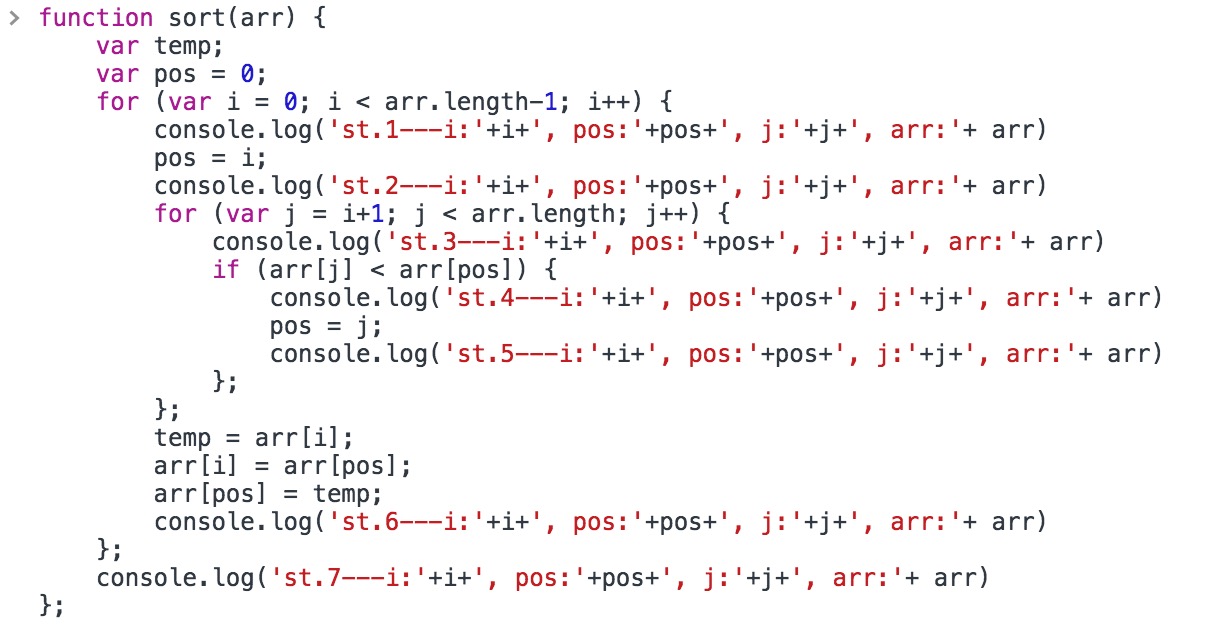 > function sort(arr) {
    var temp;
    var pos = 0;
    for (var i = 0; i < arr.length-1; i++) {
        console.log('st.1---i:'+i+', pos:'+pos+', j:'+j+', arr:'+ arr)
        pos = i;
        console.log('st.2---i:'+i+', pos:'+pos+', j:'+j+', arr:'+ arr)
        for (var j = i+1; j < arr.length; j++) {
            console.log('st.3---i:'+i+', pos:'+pos+', j:'+j+', arr:'+ arr)
            if (arr[j] < arr[pos]) {
                console.log('st.4---i:'+i+', pos:'+pos+', j:'+j+', arr:'+ arr)
                pos = j;
                console.log('st.5---i:'+i+', pos:'+pos+', j:'+j+', arr:'+ arr)
            };
        };
        temp = arr[i];
        arr[i] = arr[pos];
        arr[pos] = temp;
        console.log('st.6---i:'+i+', pos:'+pos+', j:'+j+', arr:'+ arr)
    };
    console.log('st.7---i:'+i+', pos:'+pos+', j:'+j+', arr:'+ arr)
};